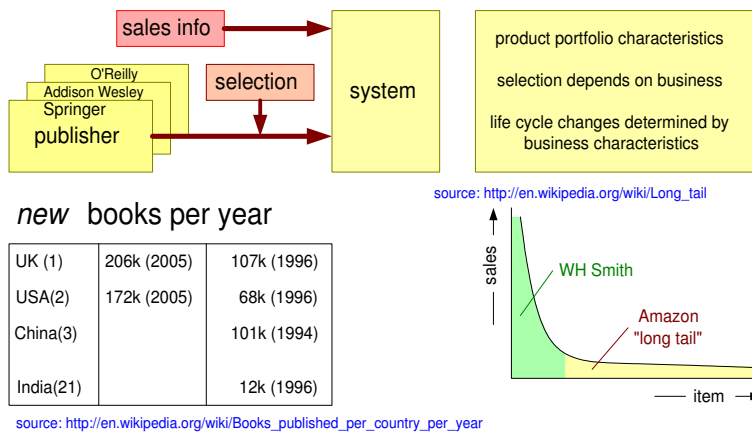 sales info
O'Reilly
Addison Wesley
Springer
publisher
selection
system
product portfolio characteristics
selection depends on business
life cycle changes determined by
business characteristics
source: http://en.wikipedia.org/wiki/Long_tail
new books per year
UK (1) 206k (2005) 107k (1996)
USA(2) 172k (2005) 68k (1996)
China(3) 101k (1994)
India(21) 12k (1996)
source: http://en.wikipedia.org/wiki/Books_published_per_country_per_year
sales
WH Smith
Amazon
"long tail"
item